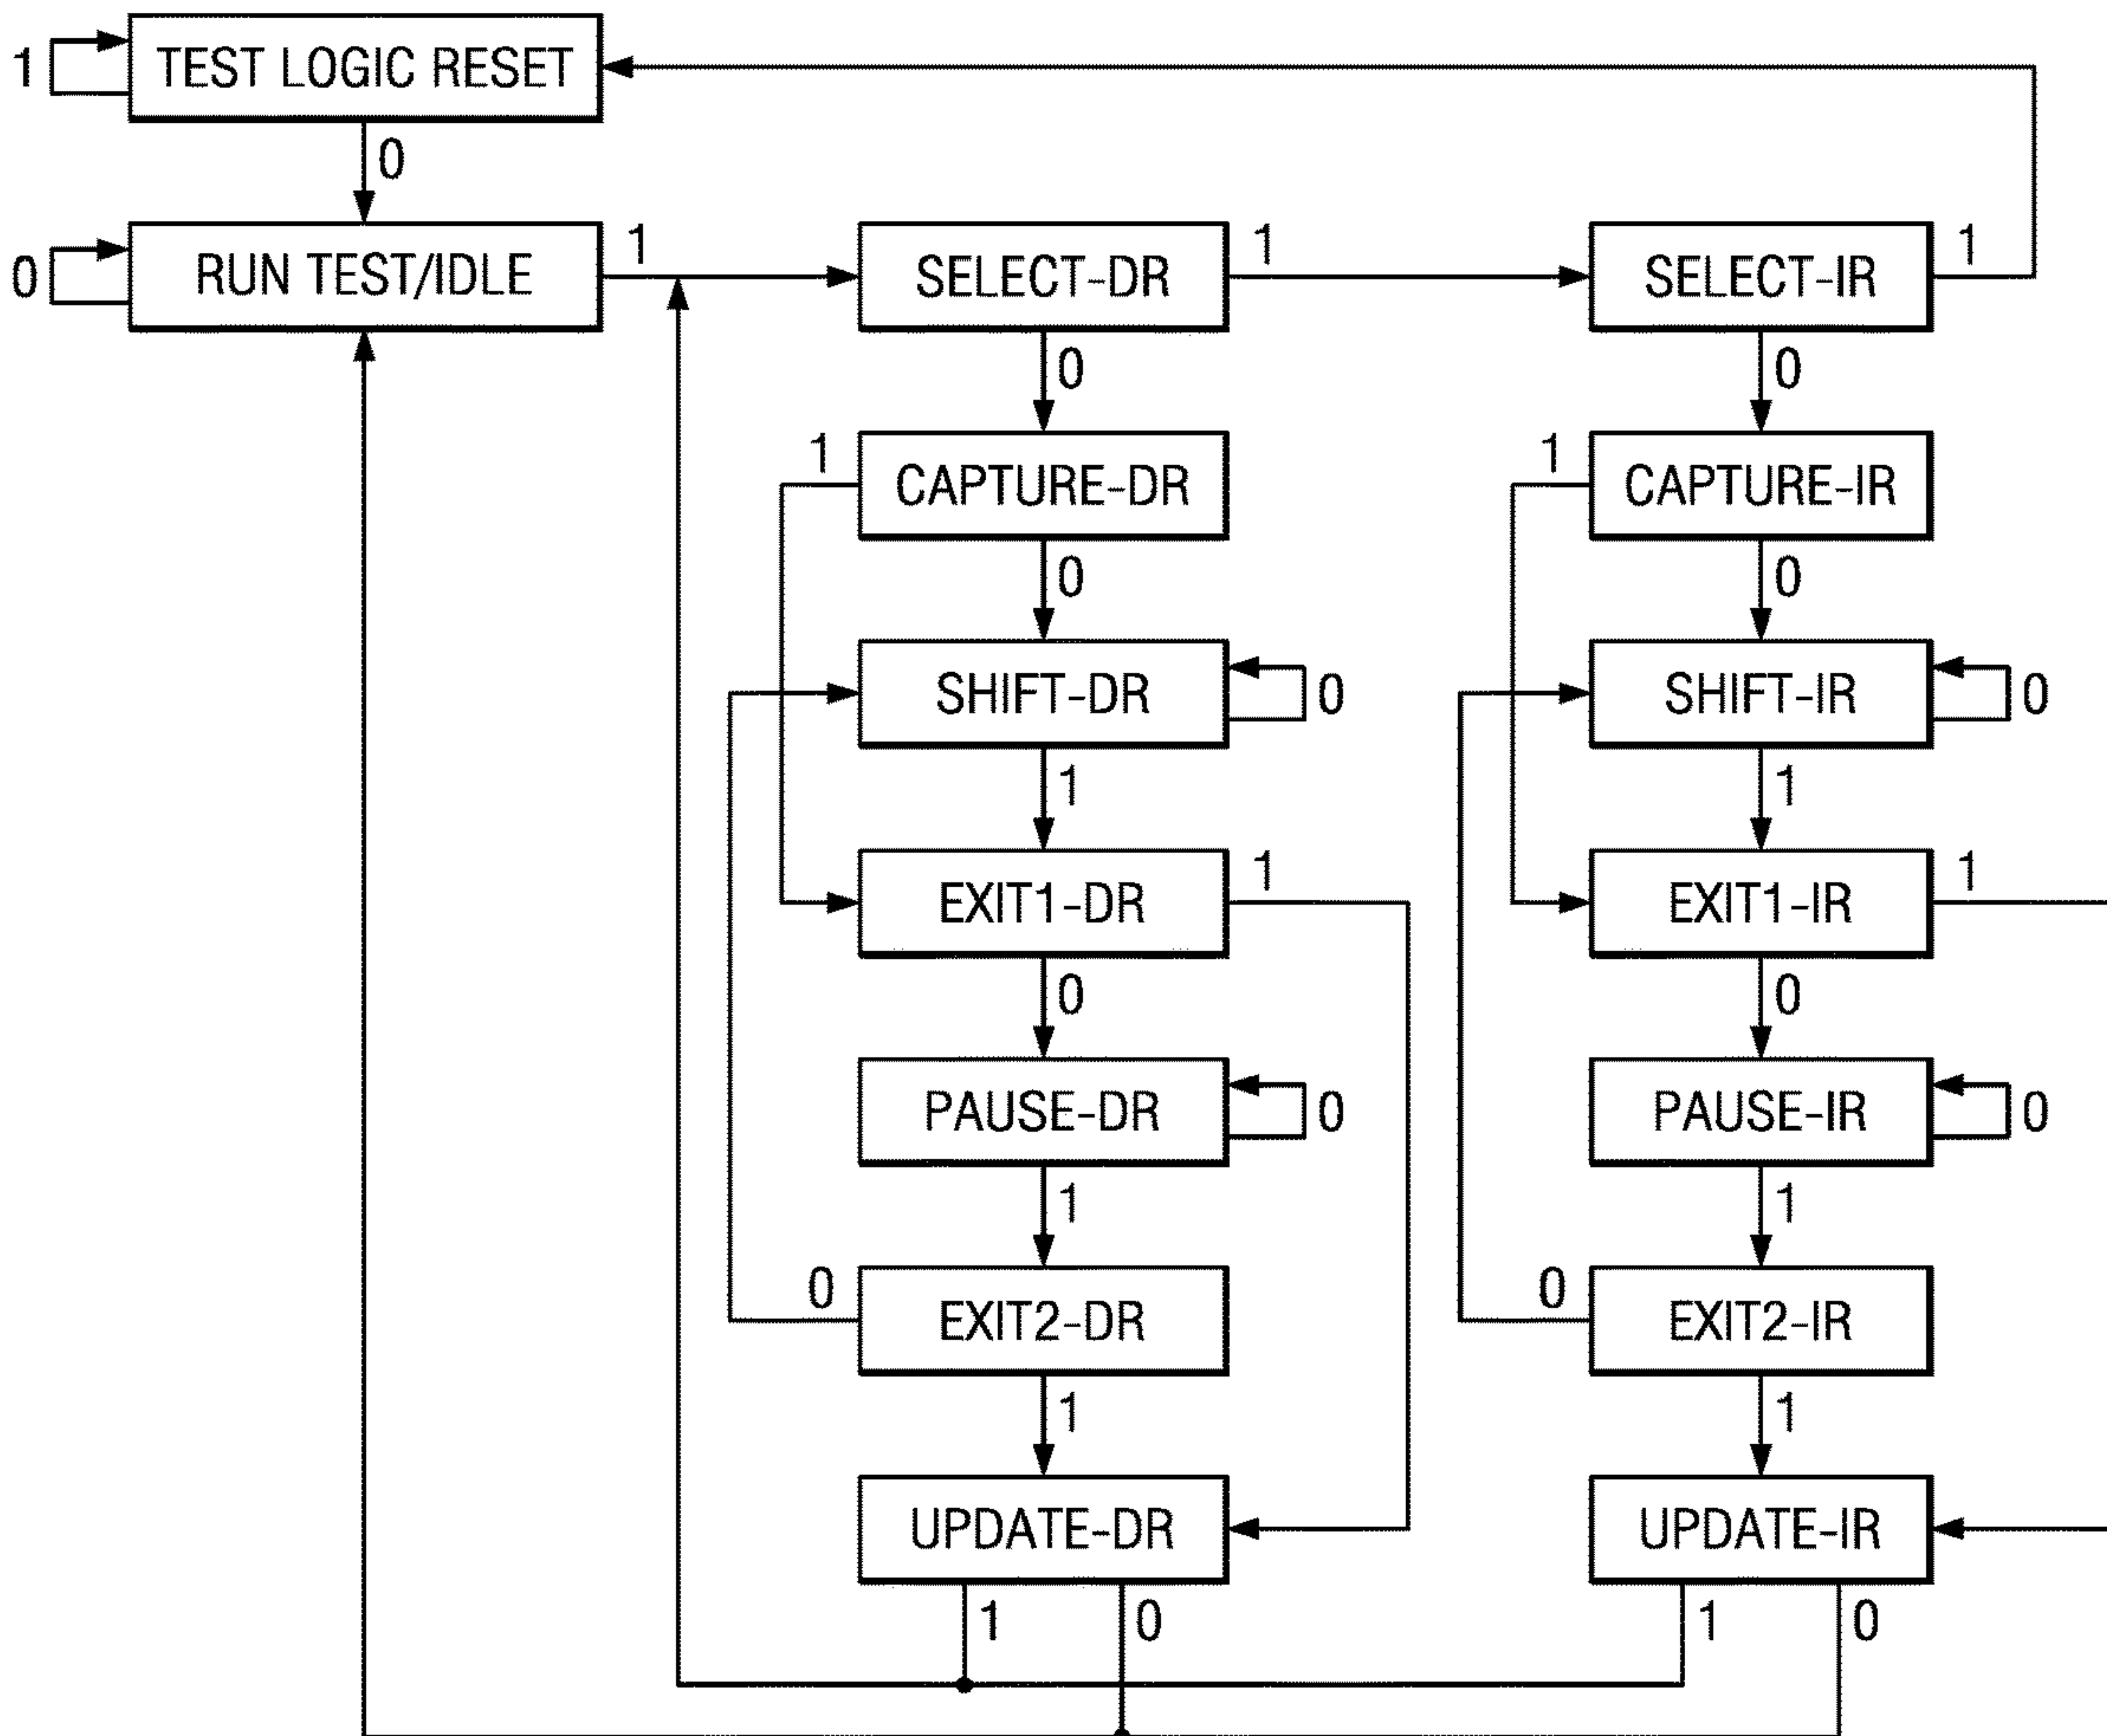 1 TEST LOGIC RESET
0
0 RUN TEST/IDLE 1 SELECT-DR 1 SELECT-IR 1
0 0
1 CAPTURE-DR 1 CAPTURE-IR
0 0
SHIFT-DR 0 SHIFT-IR 0
1 1
EXIT1-DR 1 EXIT1-IR 1
0 0
PAUSE-DR 0 PAUSE-IR 0
1 1
0 EXIT2-DR 0 EXIT2-IR
1 1
UPDATE-DR UPDATE-IR
1 0 1 0